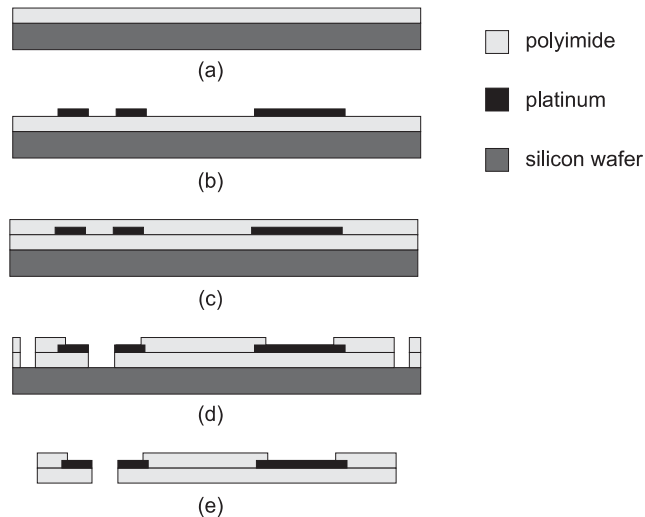 polyimide
(a)
platinum
(b)
silicon wafer
(c)
(d)
(e)